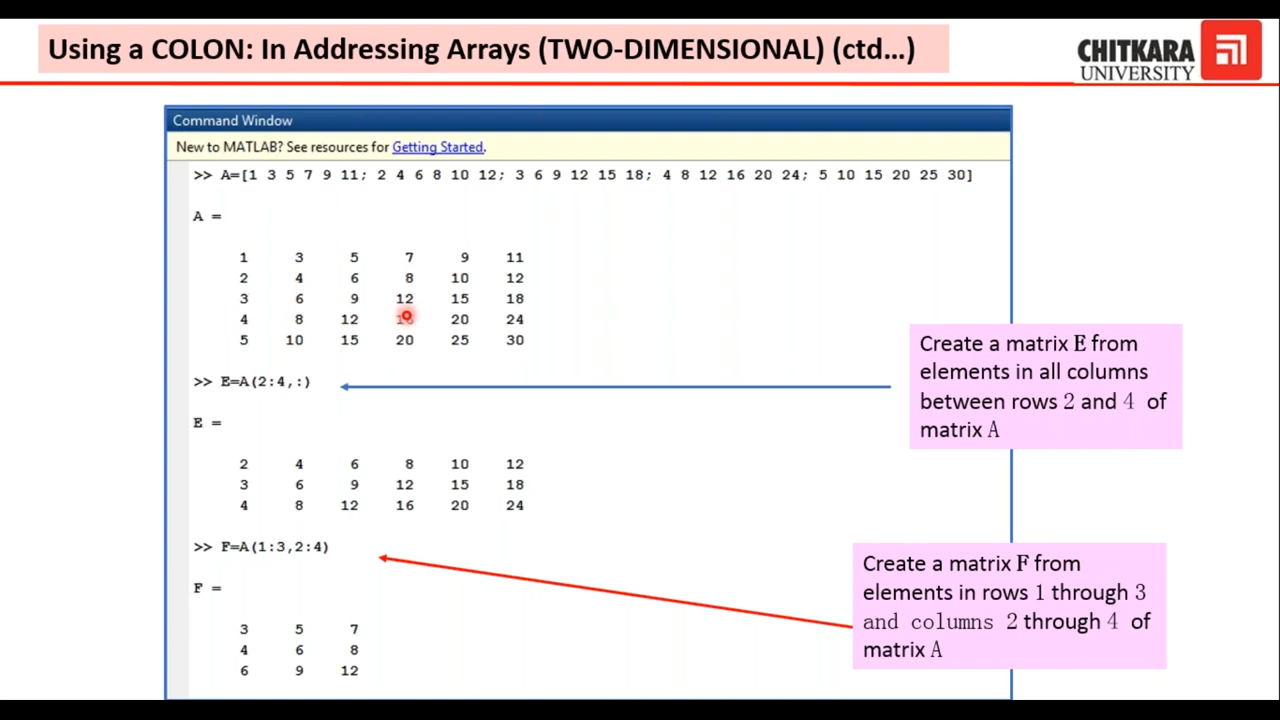 Using a COLON: In Addressing Arrays (TWO-DIMENSIONAL) (ctd…)
CHITKARA
UNIVERSITY
Command Window
New to MATLAB? See resources for Getting Started.
>> A=[1 3 5 7 9 11; 2 4 6 8 10 12; 3 6 9 12 15 18; 4 8 12 16 20 24; 5 10 15 20 25 30]
A =
1 3 5 7 9 11
2 4 6 8 10 12
3 6 9 12 15 18
4 8 12 16 20 24
5 10 15 20 25 30
>> E=A(2:4,:)
E =
2 4 6 8 10 12
3 6 9 12 15 18
4 8 12 16 20 24
>> F=A(1:3,2:4)
F =
3 5 7
4 6 8
6 9 12
Create a matrix E from
elements in all columns
between rows 2 and 4 of
matrix A
Create a matrix F from
elements in rows 1 through 3
and columns 2 through 4 of
matrix A